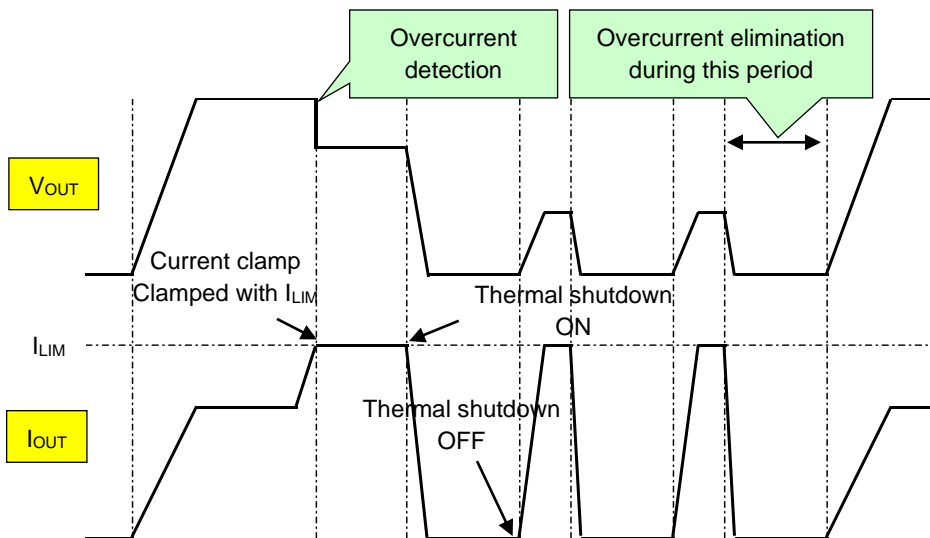 Overcurrent
detection
Overcurrent elimination
during this period
VOUT
Current clamp
Clamped with ILIM
Thermal shutdown
ON
ILIM
Thermal shutdown
OFF
IOUT